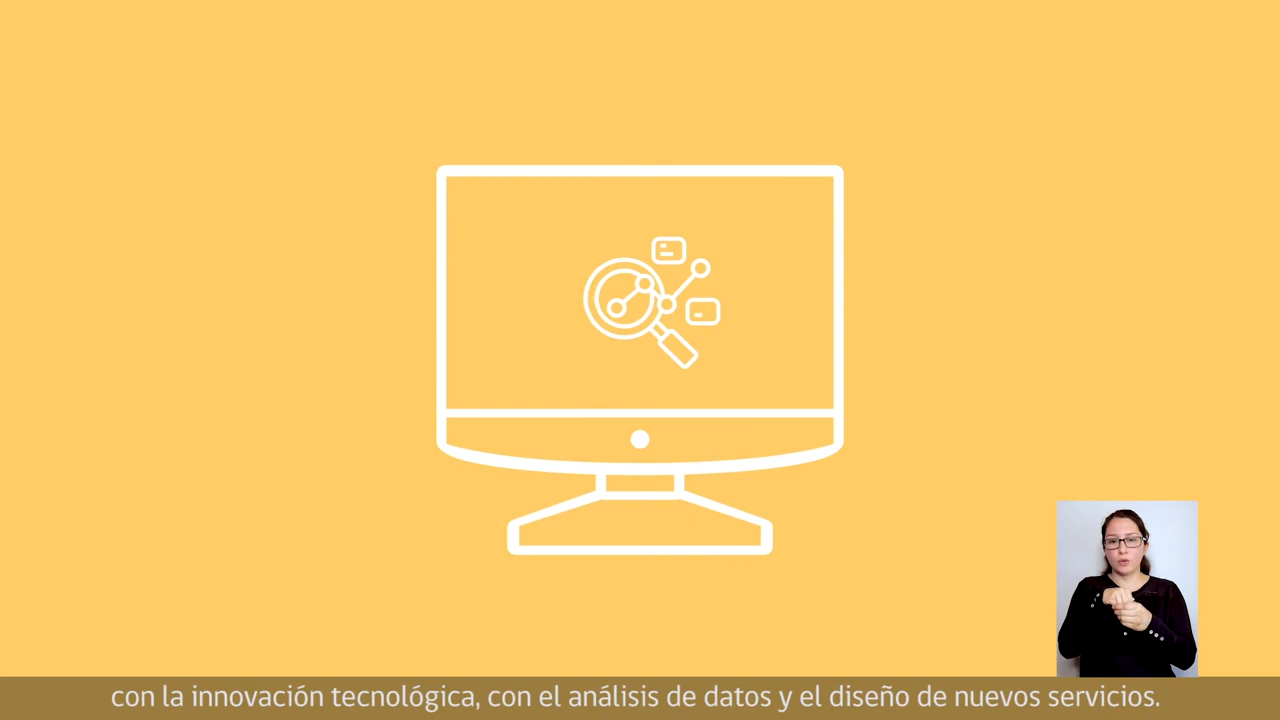 con la innovación tecnológica, con el análisis de datos y el diseño de nuevos servicios.